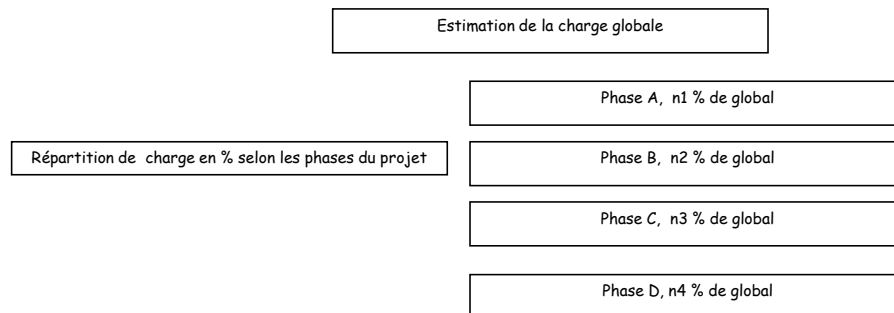 Estimation de la charge globale
Phase A, n1 % de global
Répartition de charge en % selon les phases du projet
Phase B, n2 % de global
Phase C, n3 % de global
Phase D, n4 % de global